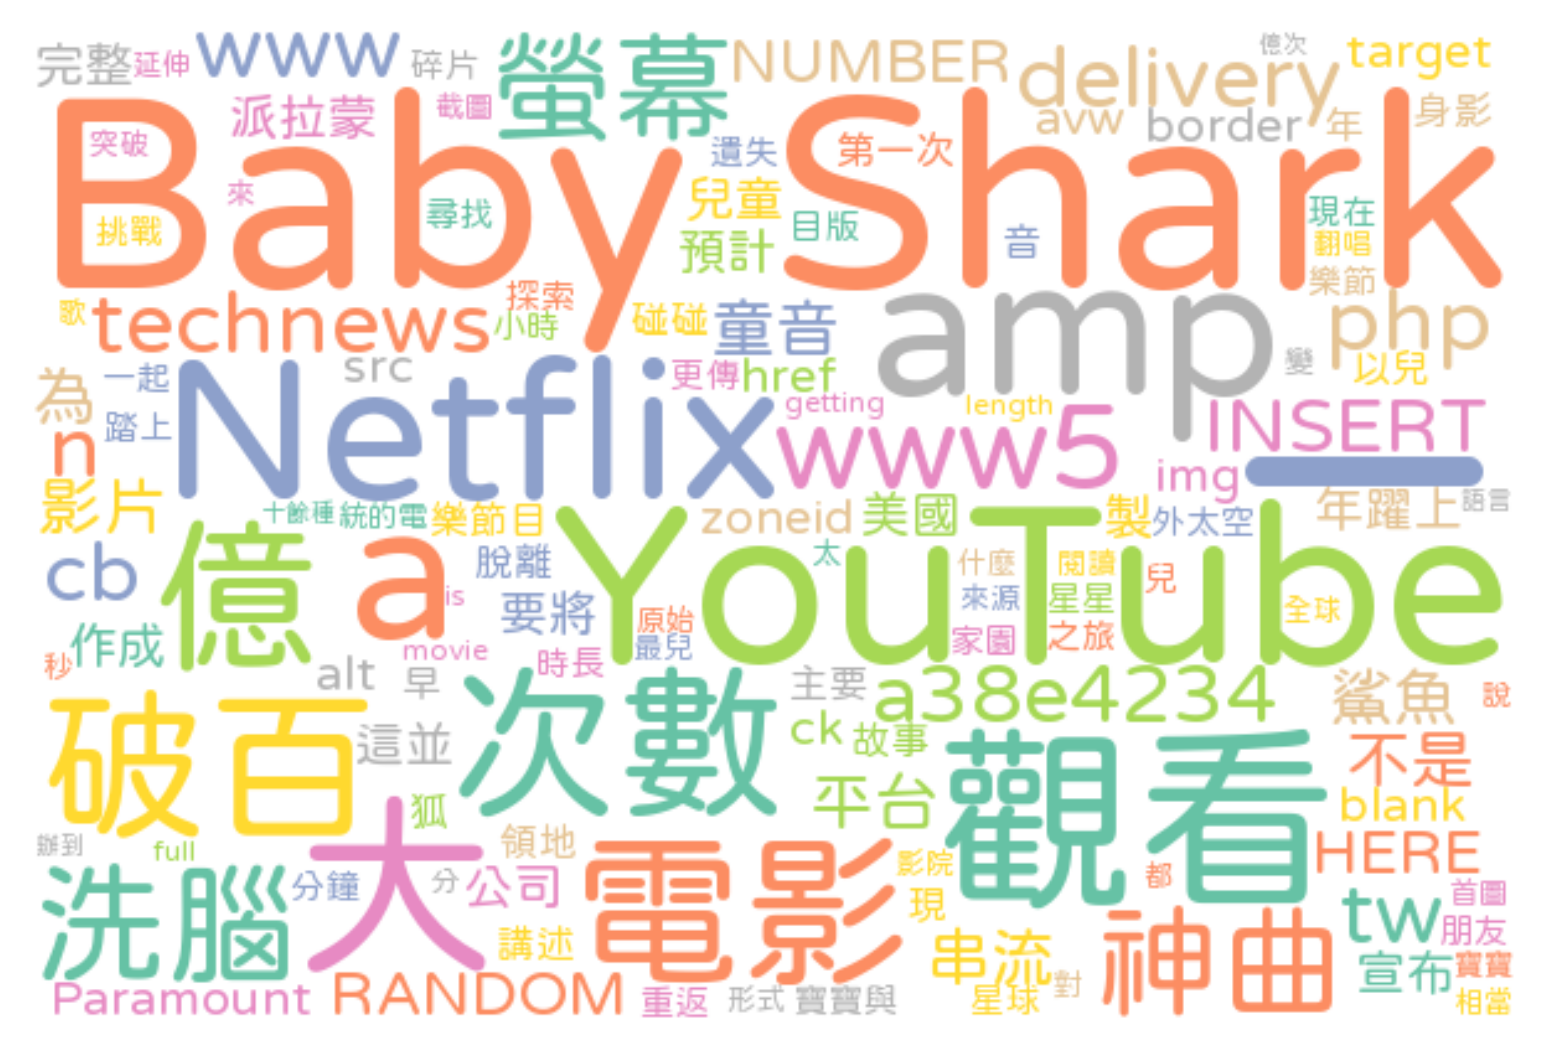 完整 延伸 www 碎片 螢幕 NUMBER delivery 億次 target
派拉蒙 截圖 avw border 年 身影
突破 Baby Shark 遺失 第一次
來 兒童
挑戰 尋找 預計 目版 音 現在 翻唱
歌 technews 探索 小時 碰碰 童音 amp 樂節 php
為 一起 src 更傳 href 變 以兒
踏上 Netflix getting length INSERT
n www5 img _
影片 十餘種 統的電 樂節目 zoneid 美國 製 外太空 年躍上 語言
cb 億 a 脫離 YouTube 太 什麼 閱讀 兒
is 要將 原始 來源 星星 全球
作成 movie 最兒 家園 之旅
秒 alt 早 時長 主要 a38e4234 鯊魚 說
破百 這並 次數 ck 故事 觀看 不是
狐 平台 blank
辦到 full 大 領地 電影 影院 HERE
洗腦 分鐘 分 公司 現 都 tw 首圖
講述 串流 神曲 朋友
宣布 寶寶
Paramount RANDOM 重返 形式 寶寶與 星球 對 相當